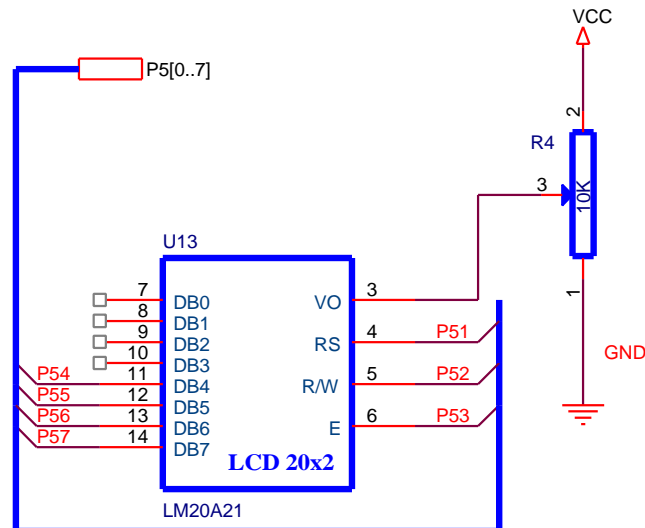 VCC
P5[0..7]
2
R4
10K
3
1
GND
U13
7 DB0
8 DB1
9 DB2
10 DB3
P54 11 DB4
P55 12 DB5
P56 13 DB6
P57 14 DB7
VO 3
RS 4 P51
R/W 5 P52
E 6 P53
LCD 20x2
LM20A21